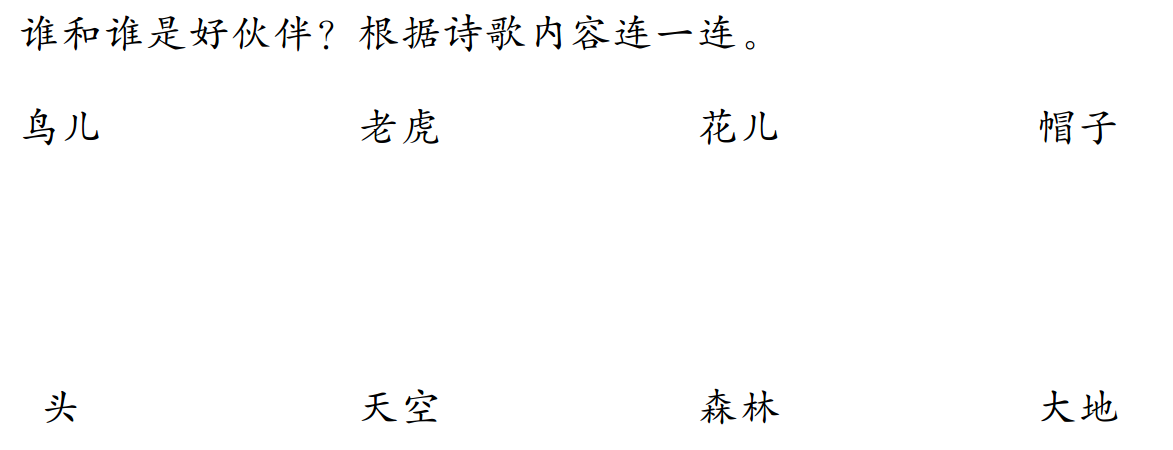 谁和谁是好伙伴？根据诗歌内容连一连。
鸟儿 老虎 花儿 帽子
头 天空 森林 大地